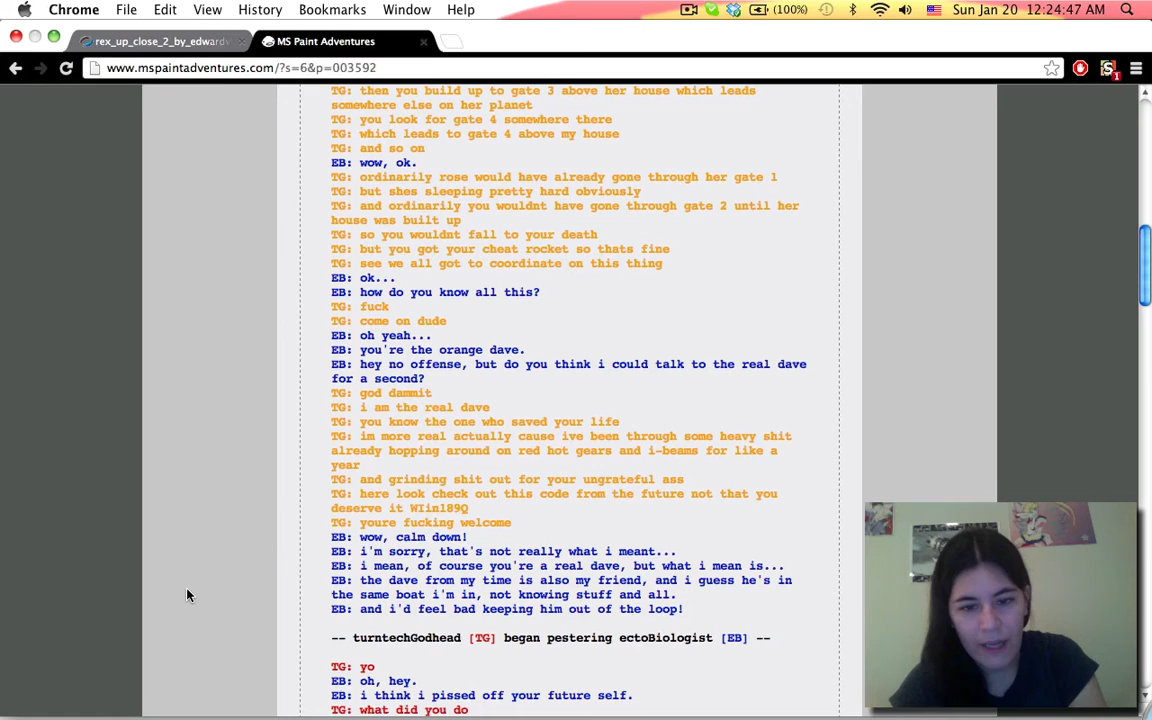 Chrome File Edit View History Bookmarks Window Help (100%) Sun Jan 20 12:24:47 AM
rex_up_close_2_by_edwardv MS Paint Adventures
www.mspaintadventures.com/?s=6&p=003592
TG: then you build up to gate 3 above her house which leads
somewhere else on her planet
TG: you look for gate 4 somewhere there
TG: which leads to gate 4 above my house
TG: and so on
EB: wow, ok.
TG: ordinarily rose would have already gone through her gate 1
TG: but shes sleeping pretty hard obviously
TG: and ordinarily you wouldnt have gone through gate 2 until her
house was built up
TG: so you wouldnt fall to your death
TG: but you got your cheat rocket so thats fine
TG: see we all got to coordinate on this thing
EB: ok...
EB: how do you know all this?
TG: fuck
TG: come on dude
EB: oh yeah...
EB: you're the orange dave.
EB: hey no offense, but do you think i could talk to the real dave
for a second?
TG: god dammit
TG: i am the real dave
TG: you know the one who saved your life
TG: im more real actually cause ive been through some heavy shit
already hopping around on red hot gears and i-beams for like a
year
TG: and grinding shit out for your ungrateful ass
TG: here look check out this code from the future not that you
deserve it WIin189Q
TG: youre fucking welcome
EB: wow, calm down!
EB: i'm sorry, that's not really what i meant...
EB: i mean, of course you're a real dave, but what i mean is...
EB: the dave from my time is also my friend, and i guess he's in
the same boat i'm in, not knowing stuff and all.
EB: and i'd feel bad keeping him out of the loop!
-- turntechGodhead [TG] began pestering ectoBiologist [EB] --
TG: yo
EB: oh, hey.
EB: i think i pissed off your future self.
TG: what did you do